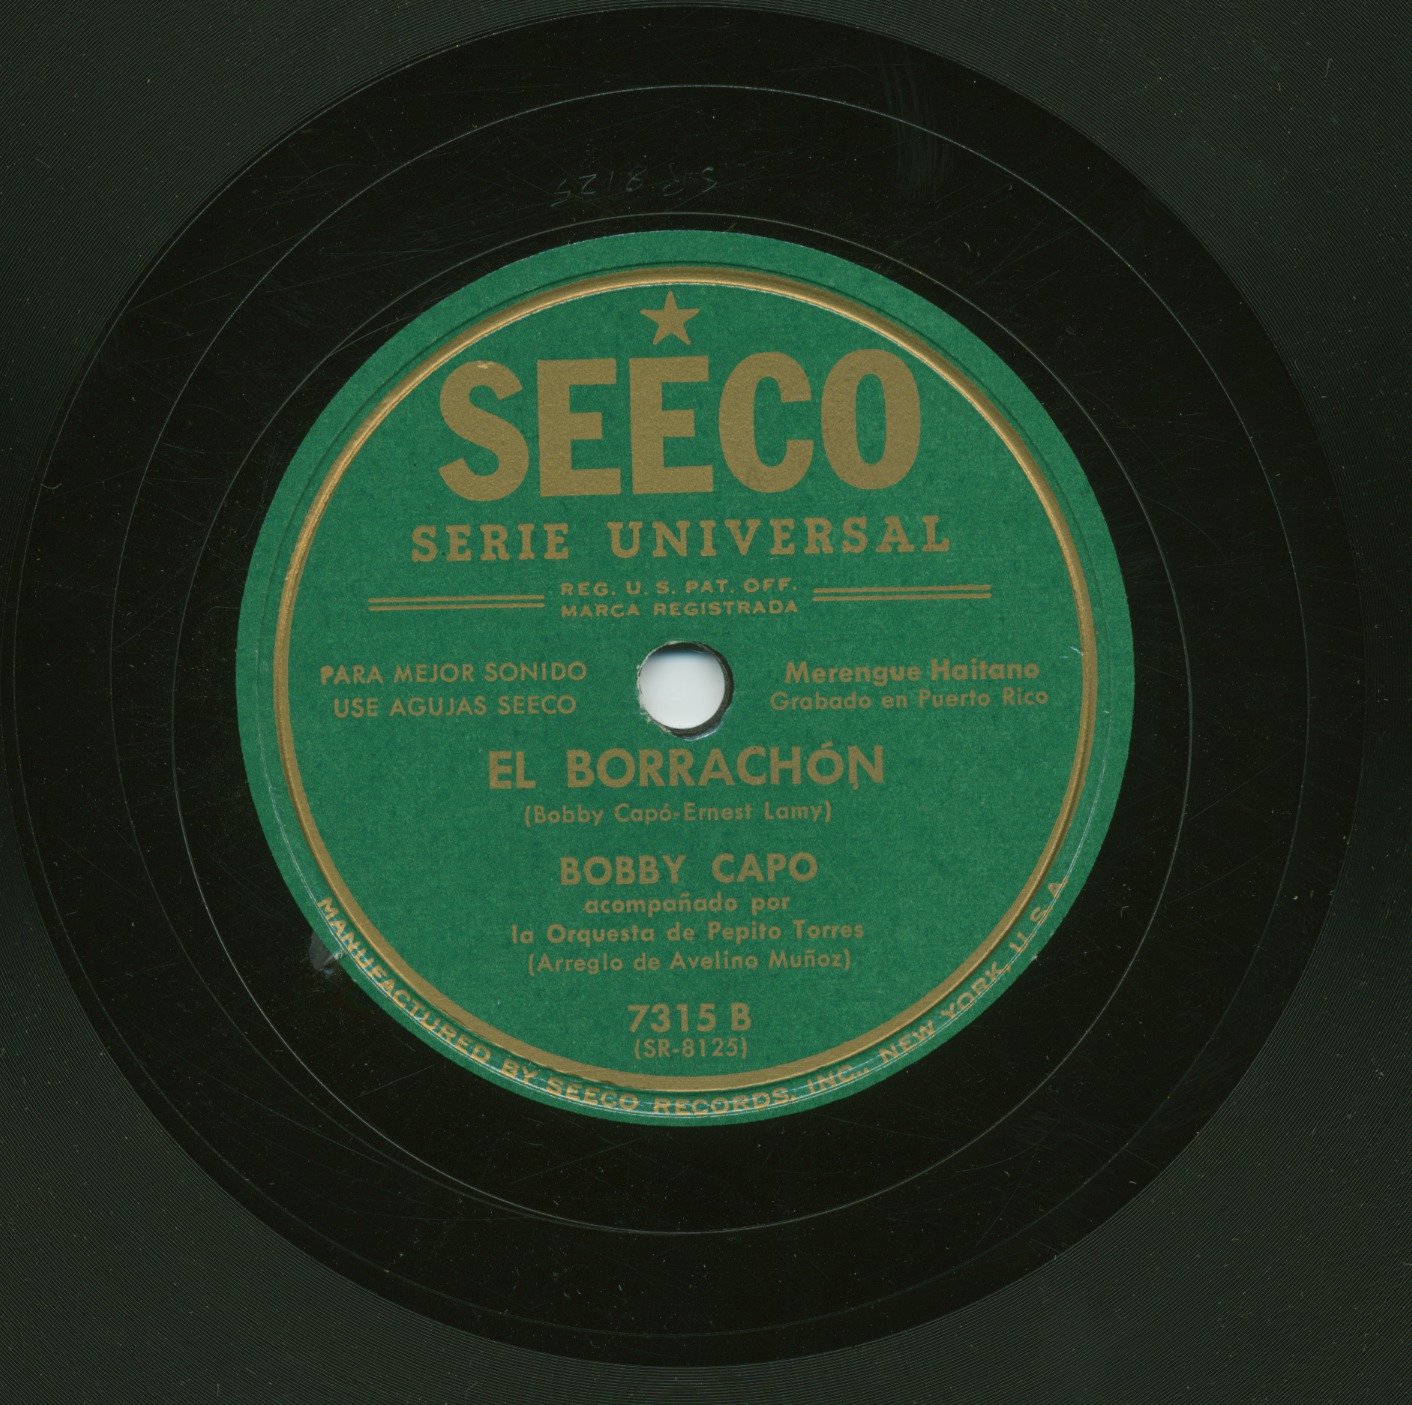 SR 8125
SEECO
SERIE UNIVERSAL
REG. U. S. PAT. OFF.
MARCA REGISTRADA
PARA MEJOR SONIDO
USE AGUJAS SEECO
Merengue Haitano
Grabado en Puerto Rico
EL BORRACHÓN
(Bobby Capó-Ernest Lamy)
BOBBY CAPO
acompañado por
la Orquesta de Pepito Torres
(Arreglo de Avelino Muñoz)
7315 B
(SR-8125)
MANUFACTURED BY SEECO RECORDS, INC., NEW YORK, U. S. A.